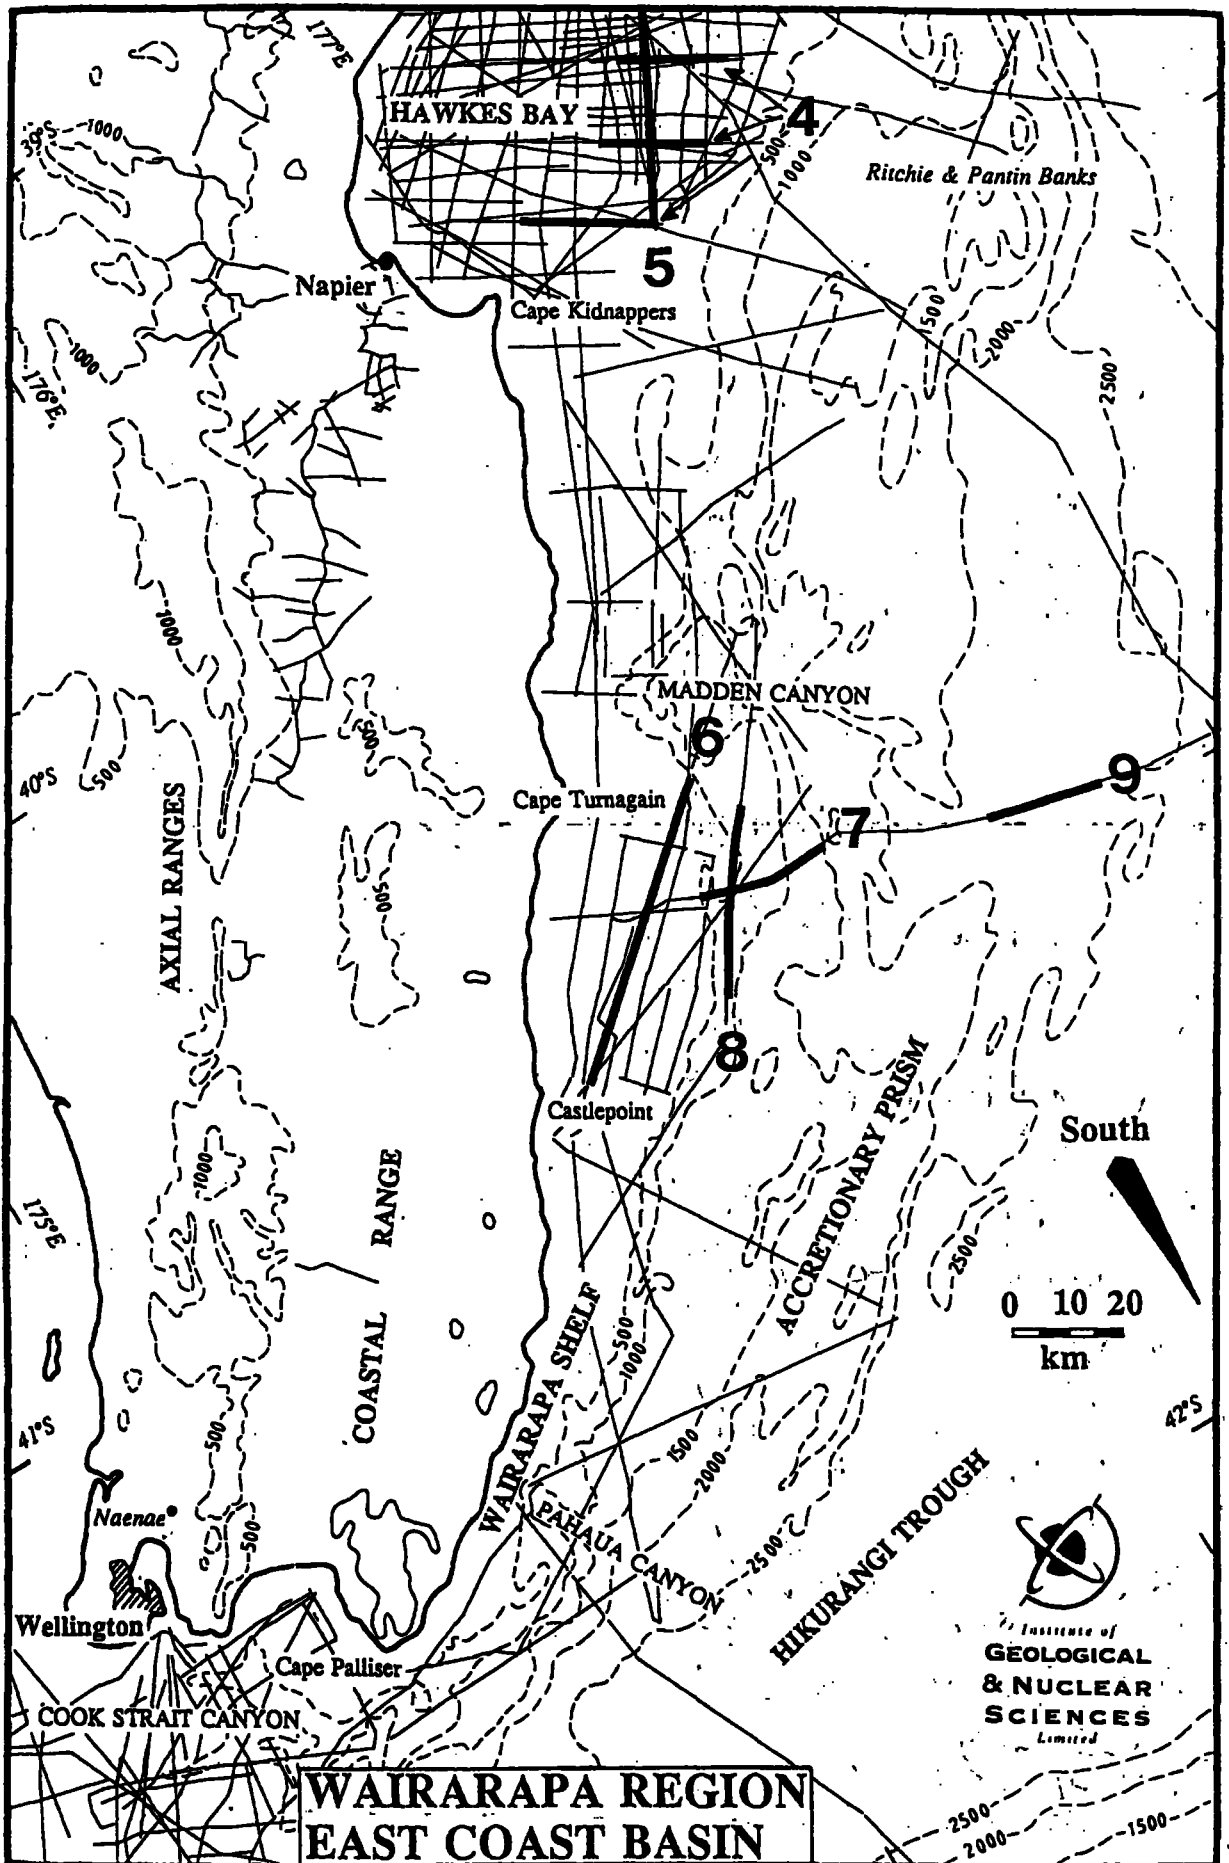 177°E
HAWKES BAY
4
39°S
1000
500
1000
Ritchie & Pantin Banks
5
Napier
Cape Kidnappers
1500
2000
1000
176°E
2500
1000
MADDEN CANYON
6
500
500
40°S
9
Cape Turnagain
7
AXIAL RANGES
500
8
ACCRETIONARY PRISM
Castlepoint
South
1000
175°E
COASTAL RANGE
2500
0 10 20
km
WAIRARAPA SHELF
500
1000
42°S
41°S
500
1500
2000
HIKURANGI TROUGH
Naenae
500
PAHAUA CANYON
2500
Wellington
Institute of
GEOLOGICAL
& NUCLEAR
SCIENCES
Limited
Cape Palliser
COOK STRAIT CANYON
WAIRARAPA REGION
EAST COAST BASIN
2500
2000
1500